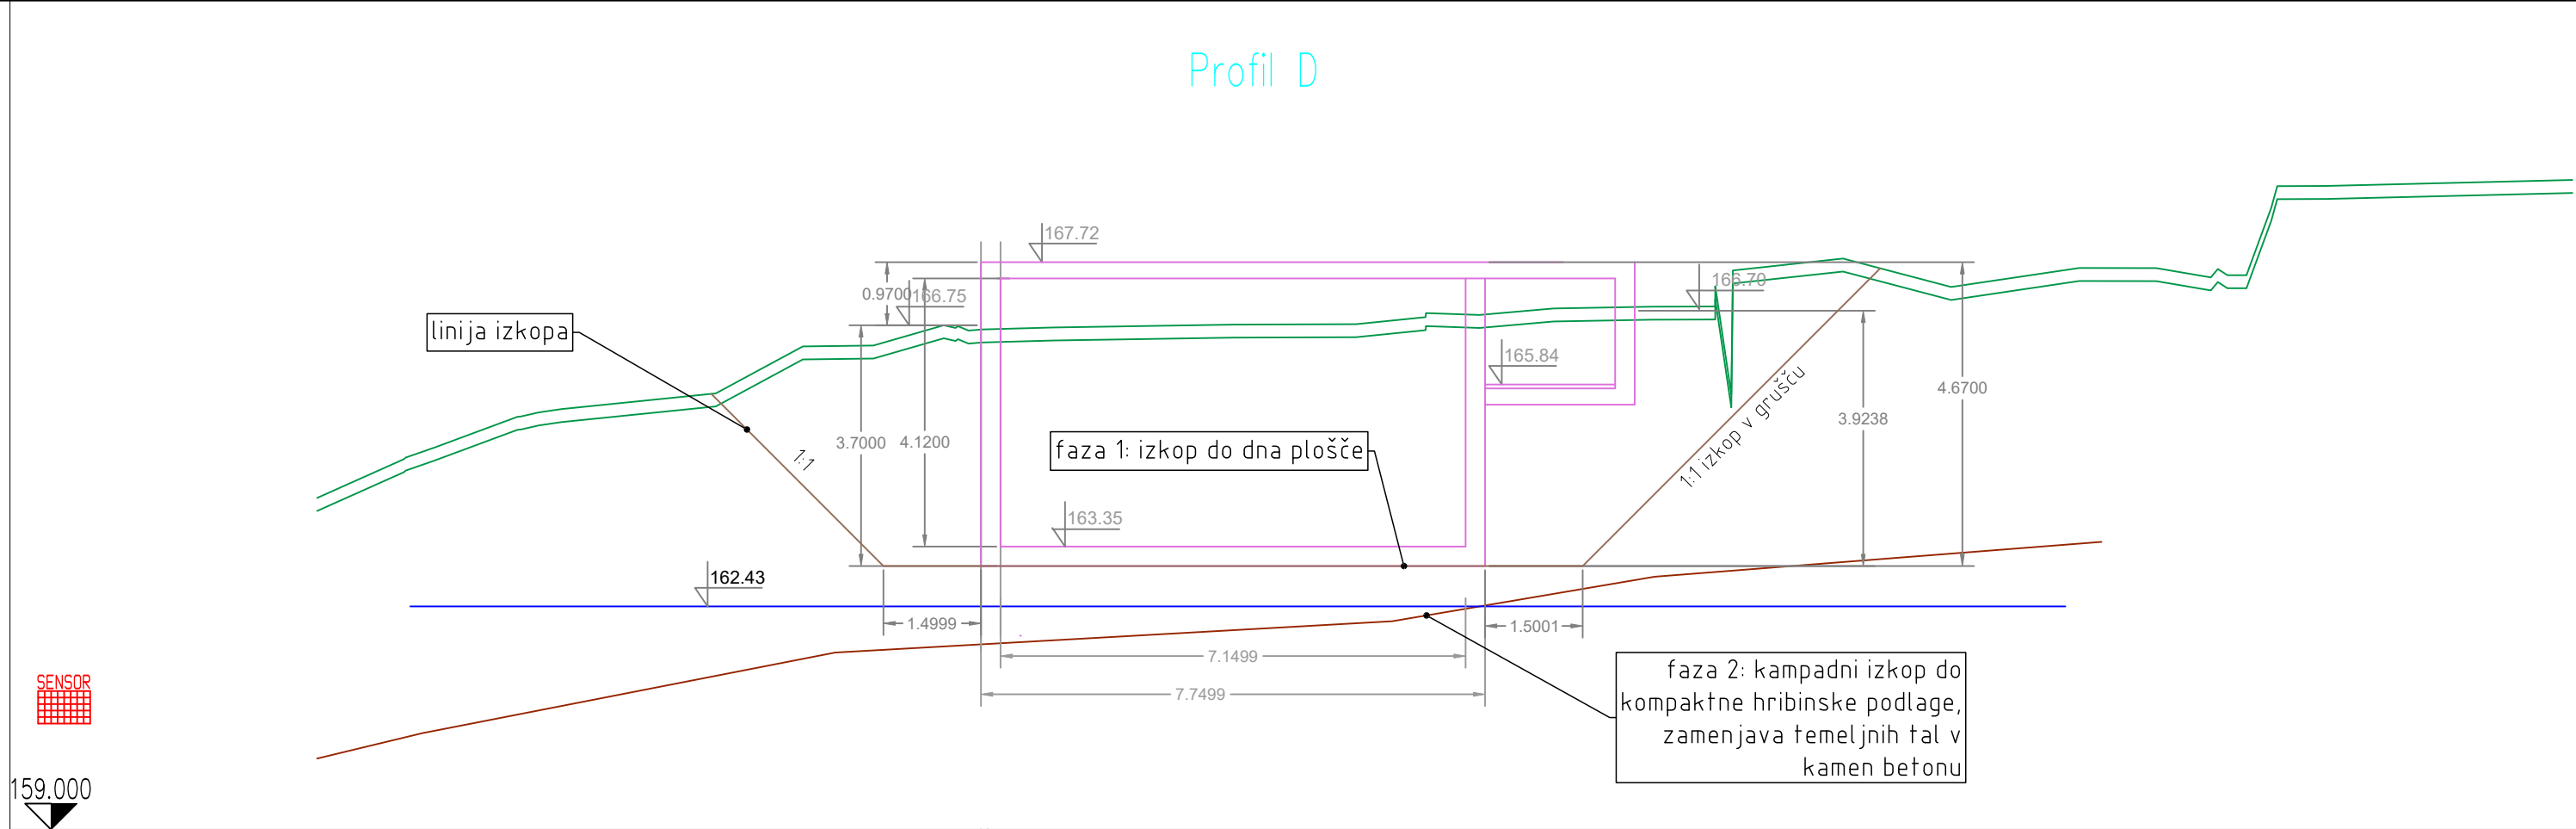 Profil D
167.72
0.9700
166.75
166.70
linija izkopa
165.84
4.6700
3.9238
1:1 izkop v grušču
3.7000
4.1200
faza 1: izkop do dna plošče
1:1
163.35
162.43
1.4999
1.5001
7.1499
7.7499
faza 2: kampadni izkop do
kompaktne hribinske podlage,
zamenjava temeljnih tal v
kamen betonu
SENSOR
159.000